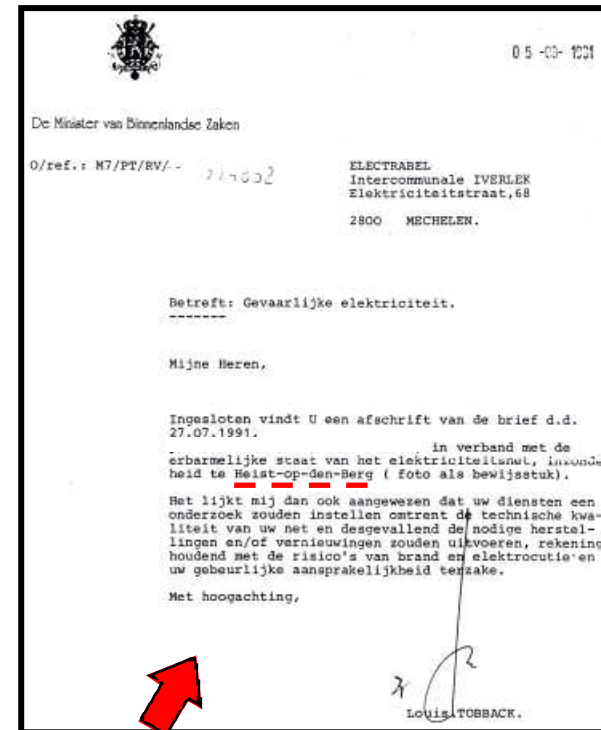 05 -09- 1991
De Minister van Binnenlandse Zaken
O/ref.: M7/PT/RV/-
ELECTRABEL
Intercommunale IVERLEK
Elektriciteitstraat,68
2800 MECHELEN.
Betreft: Gevaarlijke elektriciteit.
Mijne Heren,
Ingesloten vindt U een afschrift van de brief d.d.
27.07.1991.
in verband met de
erbarmelijke staat van het elektriciteitsnet, inzonde
heid te Heist-op-den-Berg ( foto als bewijsstuk).
Het lijkt mij dan ook aangewezen dat uw diensten een
onderzoek zouden instellen omtrent de technische kwa-
liteit van uw net en desgevallend de nodige herstel-
lingen en/of vernieuwingen zouden uitvoeren, rekening
houdend met de risico's van brand en elektrocutie en
uw gebeurlijke aansprakelijkheid terzake.
Met hoogachting,
Louis TOBBACK.